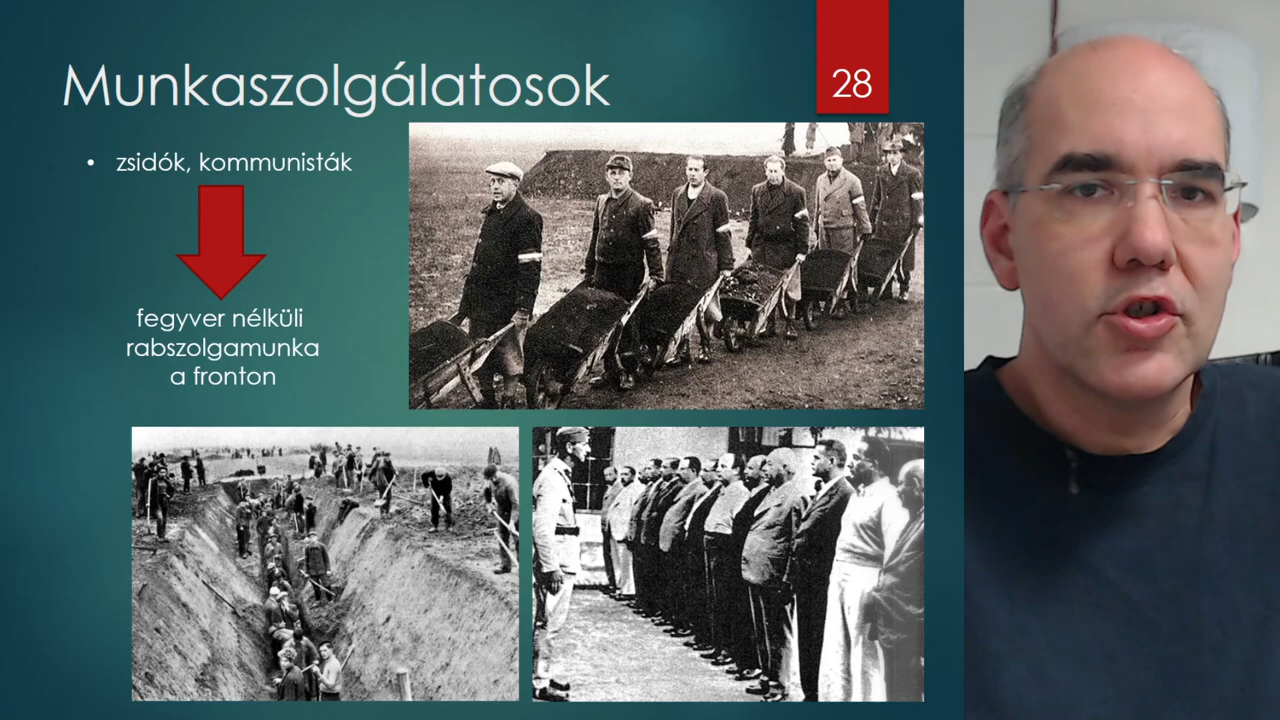 Munkaszolgálatosok
28
• zsidók, kommunisták
fegyver nélküli
rabszolgamunka
a fronton